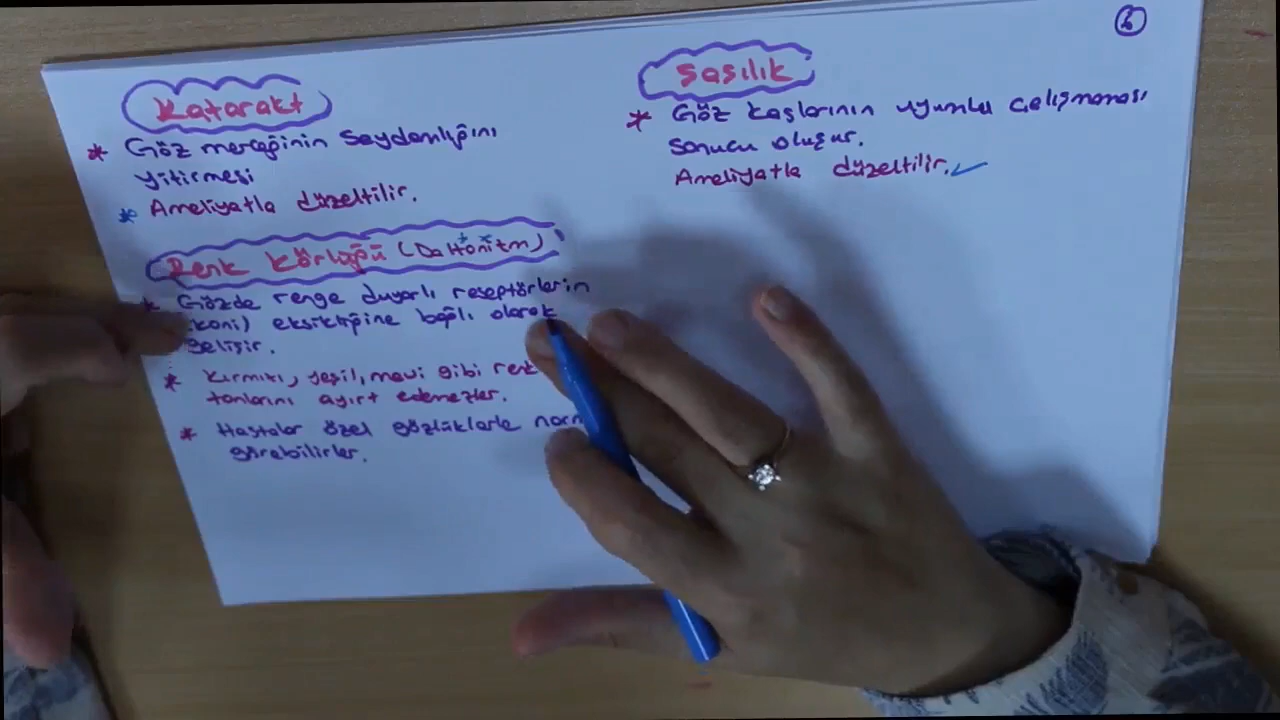 6
Katarakt
* Göz merceğinin saydamlığını
yitirmesi
* Ameliyatla düzeltilir.
Renk Körlüğü (Daltonizm)
* Gözde renge duyarlı reseptörlerin
(koni) eksikliğine bağlı olarak
gelişir.
* Kırmızı, yeşil, mavi gibi renk
tonlarını ayırt edemezler.
* Hastalar özel gözlüklerle norm
görebilirler.
Şaşılık
* Göz kaslarının uyumlu çalışmaması
sonucu oluşur.
Ameliyatla düzeltilir.